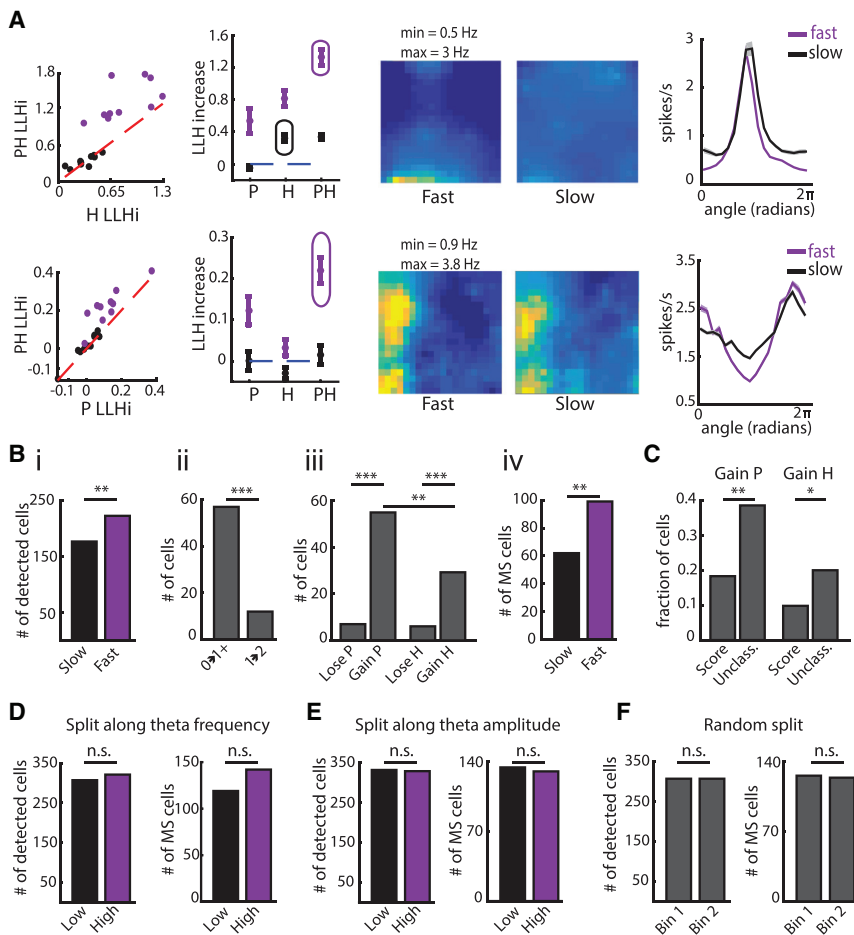 A
1.8
1.2
0.6
0
PH LLHi
0
0.65
1.3
H LLHi
1.2
0.8
0.4
0
LLH increase
P
H
PH
min = 0.5 Hz
max = 3 Hz
Fast
Slow
fast
slow
3
2
1
0
spikes/s
0
2π
angle (radians)
0.4
0.2
0
-0.1
PH LLHi
-0.1
0
0.2
0.4
P LLHi
0.3
0.2
0.1
0
LLH increase
P
H
PH
min = 0.9 Hz
max = 3.8 Hz
Fast
Slow
fast
slow
3.5
2.5
1.5
0.5
spikes/s
0
2π
angle (radians)
B
i
**
250
150
50
# of detected cells
Slow
Fast
ii
***
60
40
20
0
# of cells
0→1+
1→2
iii
***
***
**
60
40
20
0
# of cells
Lose P
Gain P
Lose H
Gain H
iv
**
100
80
60
40
20
0
# of MS cells
Slow
Fast
C
Gain P
Gain H
**
*
0.4
0.3
0.2
0.1
0
fraction of cells
Score
Unclass.
Score
Unclass.
D
Split along theta frequency
n.s.
350
250
150
50
# of detected cells
Low
High
n.s.
150
100
50
0
# of MS cells
Low
High
E
Split along theta amplitude
n.s.
350
250
150
50
# of detected cells
Low
High
n.s.
140
70
0
# of MS cells
Low
High
F
Random split
n.s.
350
250
150
50
# of detected cells
Bin 1
Bin 2
n.s.
140
70
0
# of MS cells
Bin 1
Bin 2